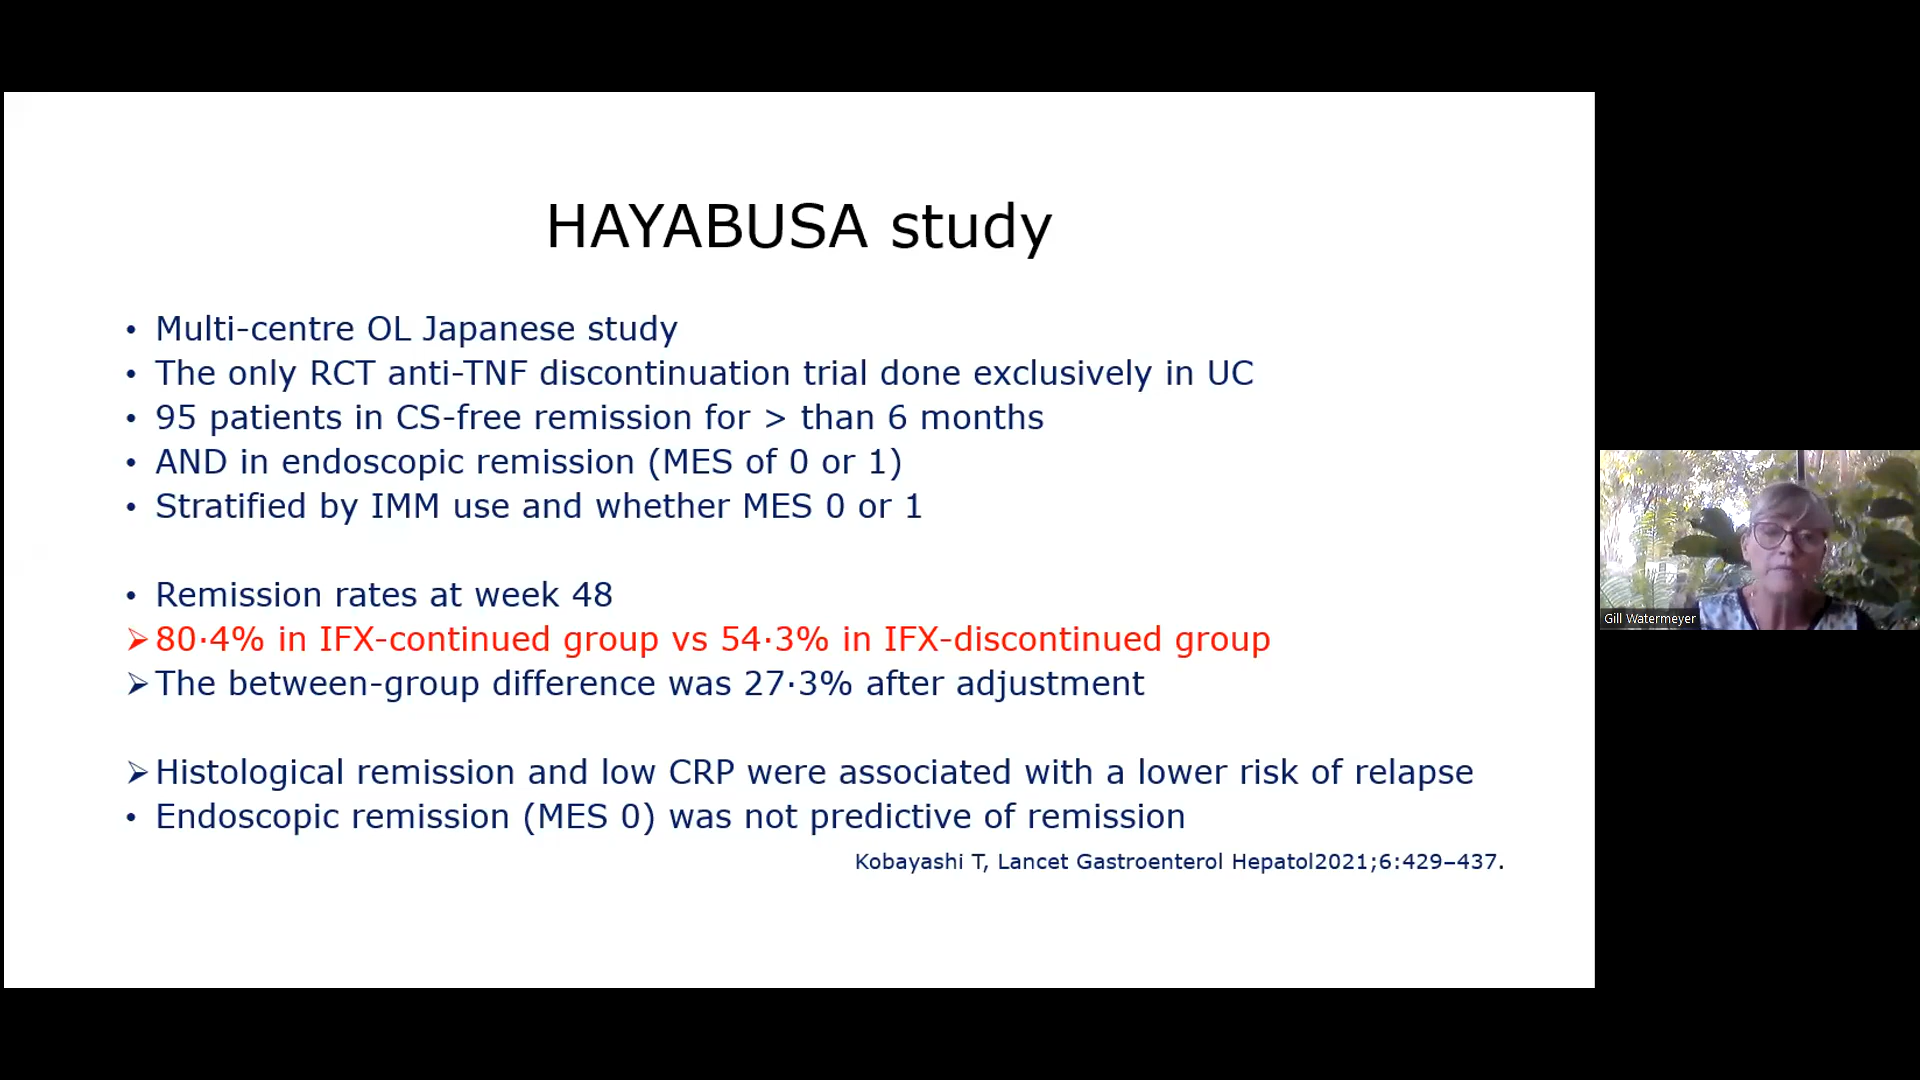 HAYABUSA study
• Multi-centre OL Japanese study
• The only RCT anti-TNF discontinuation trial done exclusively in UC
• 95 patients in CS-free remission for > than 6 months
• AND in endoscopic remission (MES of 0 or 1)
• Stratified by IMM use and whether MES 0 or 1
• Remission rates at week 48
➢ 80·4% in IFX-continued group vs 54·3% in IFX-discontinued group
➢ The between-group difference was 27·3% after adjustment
➢ Histological remission and low CRP were associated with a lower risk of relapse
• Endoscopic remission (MES 0) was not predictive of remission
Kobayashi T, Lancet Gastroenterol Hepatol2021;6:429–437.
Gill Watermeyer